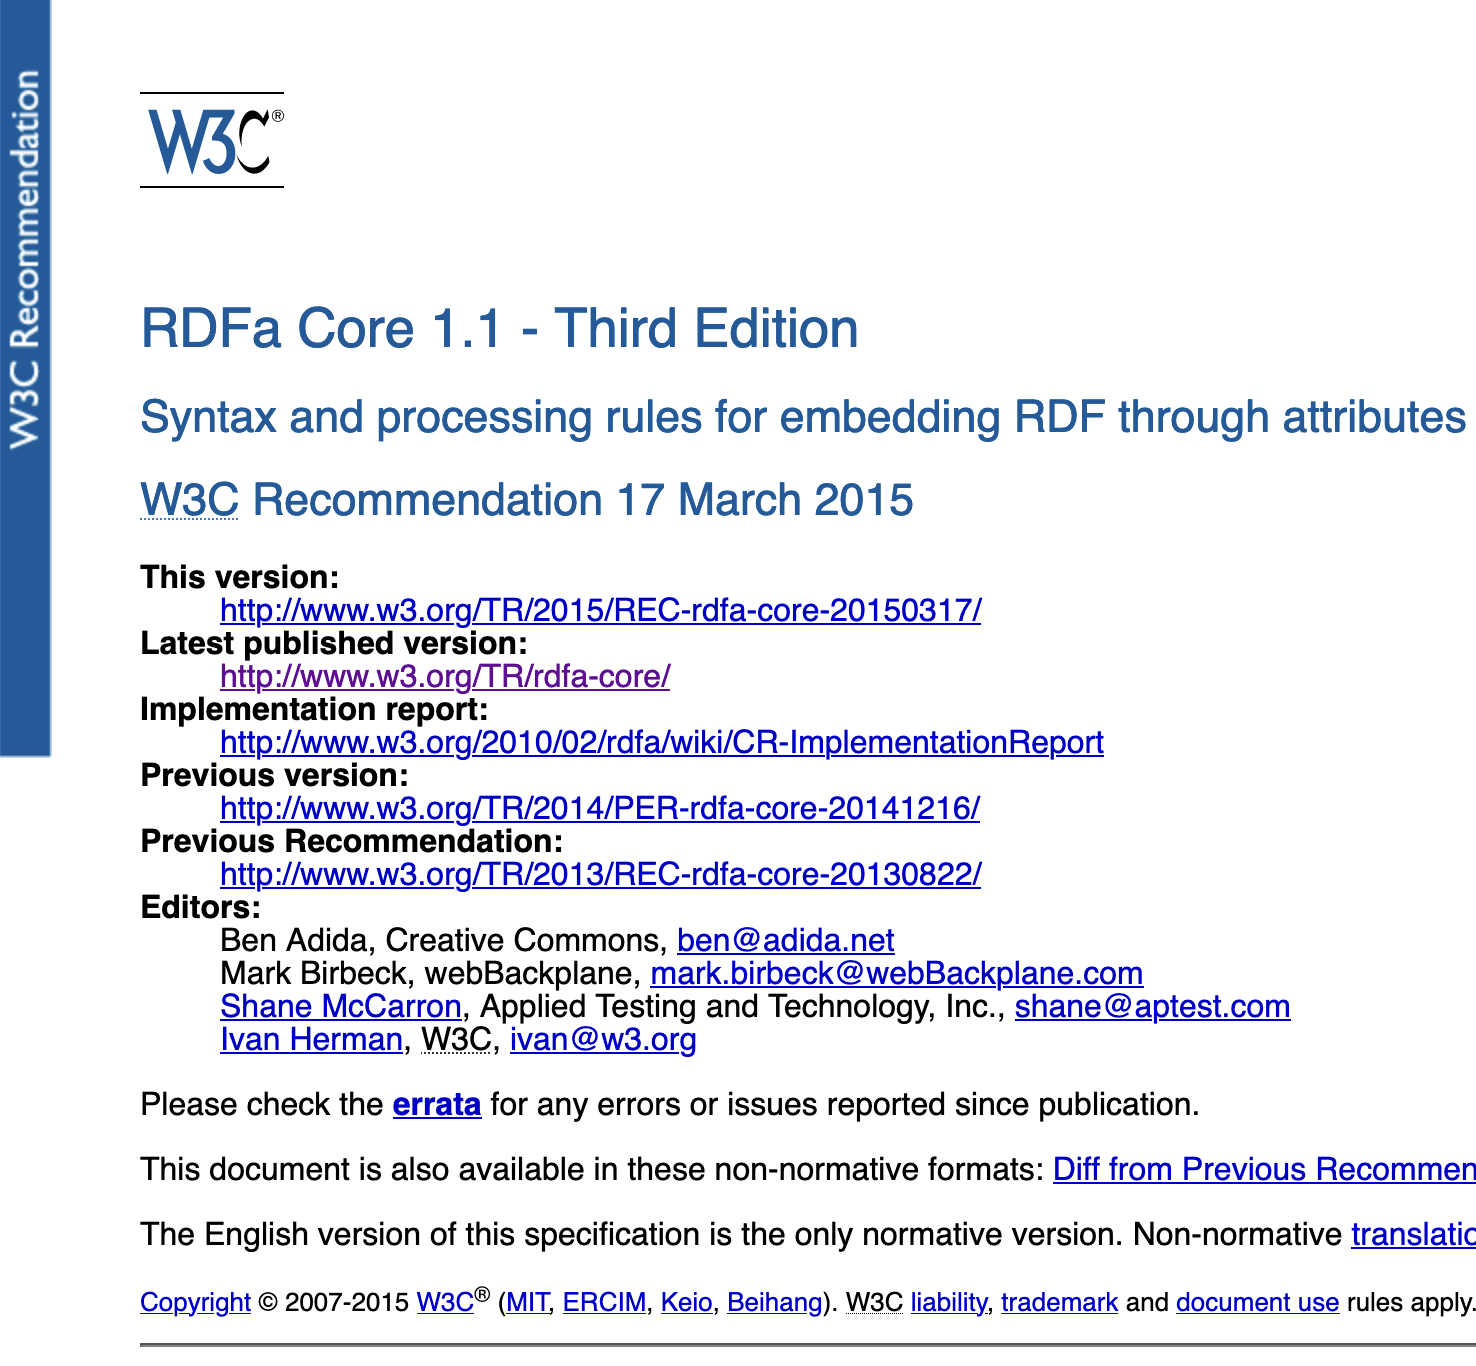 W3C Recommendation
W3C®
RDFa Core 1.1 - Third Edition
Syntax and processing rules for embedding RDF through attributes
W3C Recommendation 17 March 2015
This version:
http://www.w3.org/TR/2015/REC-rdfa-core-20150317/
Latest published version:
http://www.w3.org/TR/rdfa-core/
Implementation report:
http://www.w3.org/2010/02/rdfa/wiki/CR-ImplementationReport
Previous version:
http://www.w3.org/TR/2014/PER-rdfa-core-20141216/
Previous Recommendation:
http://www.w3.org/TR/2013/REC-rdfa-core-20130822/
Editors:
Ben Adida, Creative Commons, ben@adida.net
Mark Birbeck, webBackplane, mark.birbeck@webBackplane.com
Shane McCarron, Applied Testing and Technology, Inc., shane@aptest.com
Ivan Herman, W3C, ivan@w3.org
Please check the errata for any errors or issues reported since publication.
This document is also available in these non-normative formats: Diff from Previous Recommen
The English version of this specification is the only normative version. Non-normative translatio
Copyright © 2007-2015 W3C® (MIT, ERCIM, Keio, Beihang). W3C liability, trademark and document use rules apply.